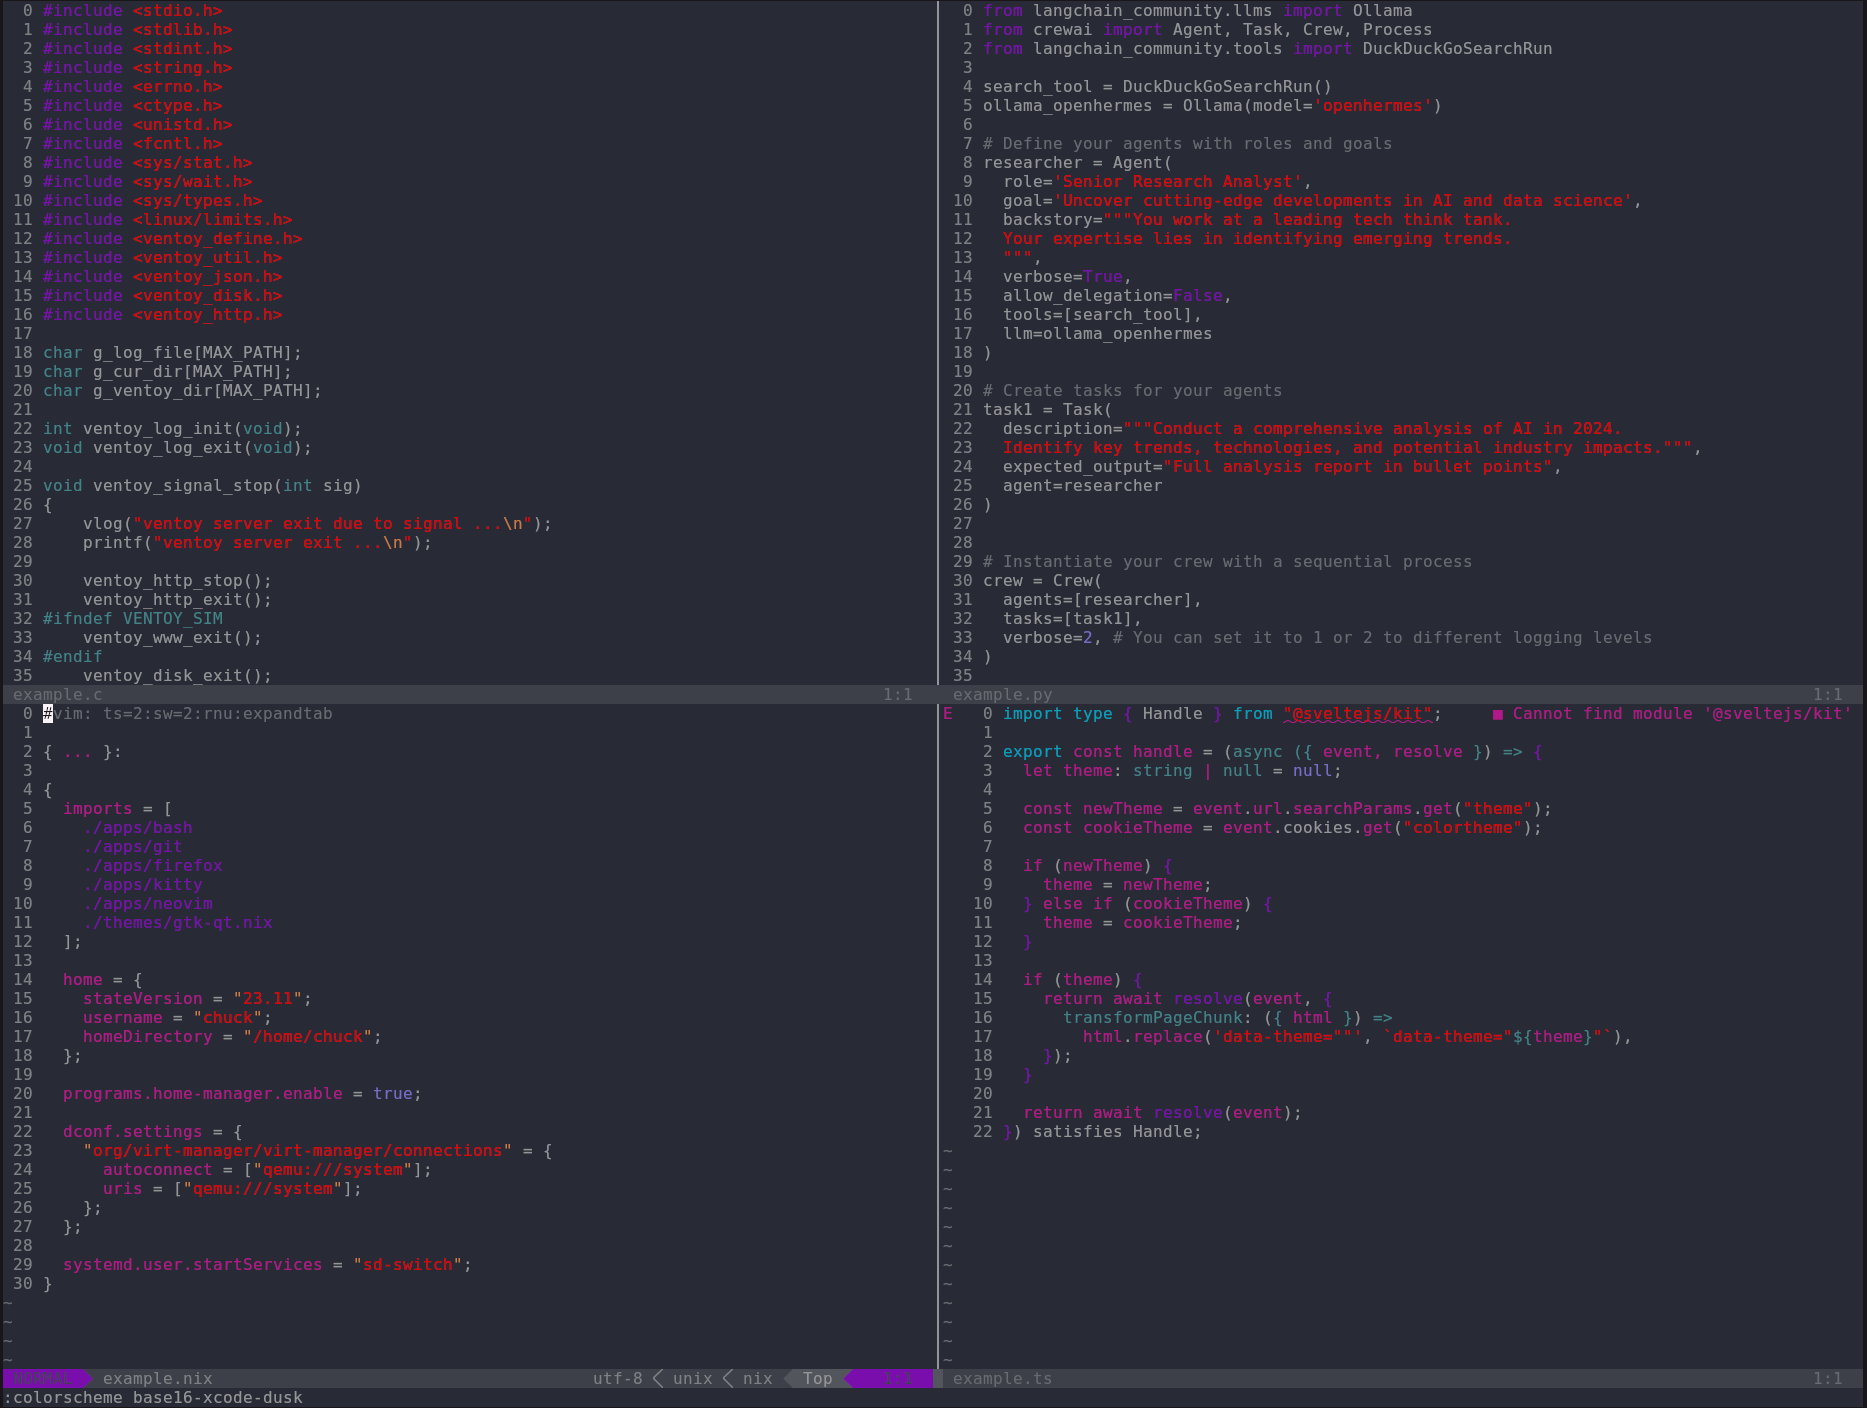 0 #include <stdio.h>
1 #include <stdlib.h>
2 #include <stdint.h>
3 #include <string.h>
4 #include <errno.h>
5 #include <ctype.h>
6 #include <unistd.h>
7 #include <fcntl.h>
8 #include <sys/stat.h>
9 #include <sys/wait.h>
10 #include <sys/types.h>
11 #include <linux/limits.h>
12 #include <ventoy_define.h>
13 #include <ventoy_util.h>
14 #include <ventoy_json.h>
15 #include <ventoy_disk.h>
16 #include <ventoy_http.h>
17
18 char g_log_file[MAX_PATH];
19 char g_cur_dir[MAX_PATH];
20 char g_ventoy_dir[MAX_PATH];
21
22 int ventoy_log_init(void);
23 void ventoy_log_exit(void);
24
25 void ventoy_signal_stop(int sig)
26 {
27     vlog("ventoy server exit due to signal ...\n");
28     printf("ventoy server exit ...\n");
29
30     ventoy_http_stop();
31     ventoy_http_exit();
32 #ifndef VENTOY_SIM
33     ventoy_www_exit();
34 #endif
35     ventoy_disk_exit();
example.c 1:1
0 from langchain_community.llms import Ollama
1 from crewai import Agent, Task, Crew, Process
2 from langchain_community.tools import DuckDuckGoSearchRun
3
4 search_tool = DuckDuckGoSearchRun()
5 ollama_openhermes = Ollama(model='openhermes')
6
7 # Define your agents with roles and goals
8 researcher = Agent(
9   role='Senior Research Analyst',
10   goal='Uncover cutting-edge developments in AI and data science',
11   backstory="""You work at a leading tech think tank.
12   Your expertise lies in identifying emerging trends.
13   """,
14   verbose=True,
15   allow_delegation=False,
16   tools=[search_tool],
17   llm=ollama_openhermes
18 )
19
20 # Create tasks for your agents
21 task1 = Task(
22   description="""Conduct a comprehensive analysis of AI in 2024.
23   Identify key trends, technologies, and potential industry impacts.""",
24   expected_output="Full analysis report in bullet points",
25   agent=researcher
26 )
27
28
29 # Instantiate your crew with a sequential process
30 crew = Crew(
31   agents=[researcher],
32   tasks=[task1],
33   verbose=2, # You can set it to 1 or 2 to different logging levels
34 )
35
example.py 1:1
0 #vim: ts=2:sw=2:rnu:expandtab
1
2 { ... }:
3
4 {
5   imports = [
6     ./apps/bash
7     ./apps/git
8     ./apps/firefox
9     ./apps/kitty
10     ./apps/neovim
11     ./themes/gtk-qt.nix
12   ];
13
14   home = {
15     stateVersion = "23.11";
16     username = "chuck";
17     homeDirectory = "/home/chuck";
18   };
19
20   programs.home-manager.enable = true;
21
22   dconf.settings = {
23     "org/virt-manager/virt-manager/connections" = {
24       autoconnect = ["qemu:///system"];
25       uris = ["qemu:///system"];
26     };
27   };
28
29   systemd.user.startServices = "sd-switch";
30 }
~
~
~
~
example.nix utf-8 unix nix Top
E 0 import type { Handle } from "@sveltejs/kit"; ■ Cannot find module '@sveltejs/kit'
1
2 export const handle = (async ({ event, resolve }) => {
3   let theme: string | null = null;
4
5   const newTheme = event.url.searchParams.get("theme");
6   const cookieTheme = event.cookies.get("colortheme");
7
8   if (newTheme) {
9     theme = newTheme;
10   } else if (cookieTheme) {
11     theme = cookieTheme;
12   }
13
14   if (theme) {
15     return await resolve(event, {
16       transformPageChunk: ({ html }) =>
17         html.replace('data-theme=""', `data-theme="${theme}"`),
18     });
19   }
20
21   return await resolve(event);
22 }) satisfies Handle;
~
~
~
~
~
~
~
~
~
~
~
~
example.ts 1:1
:colorscheme base16-xcode-dusk